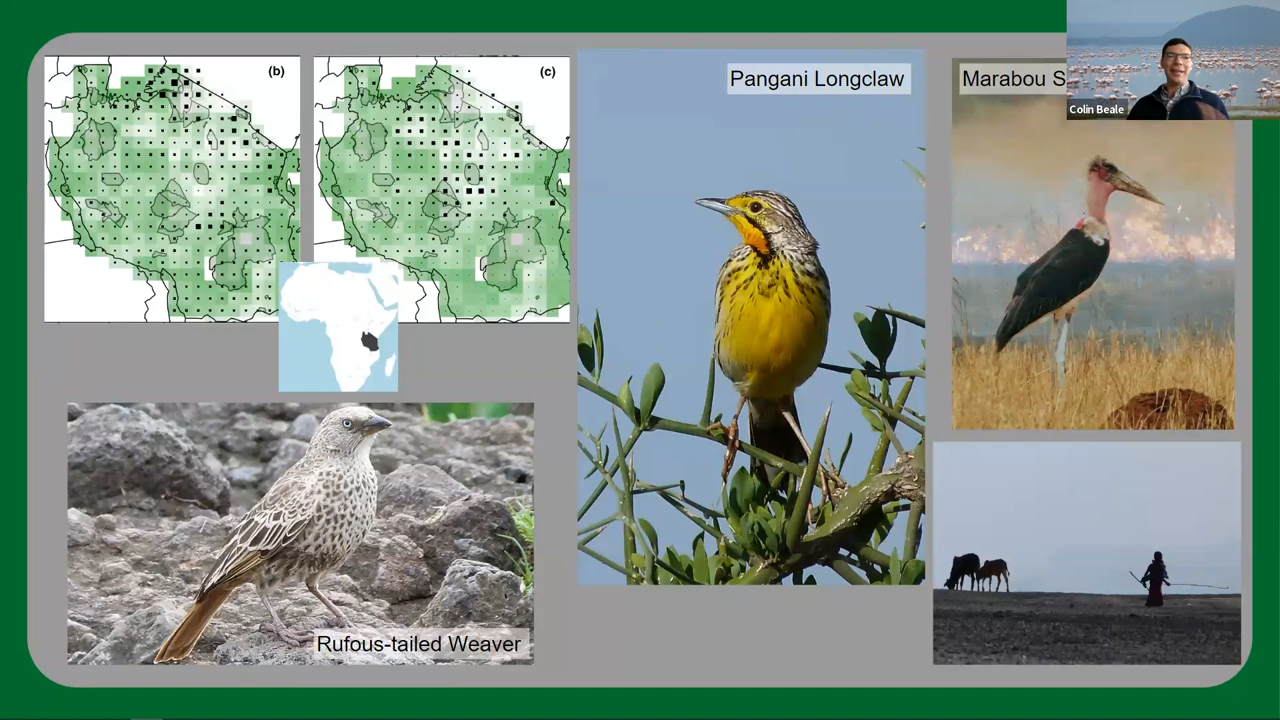 (b)
(c)
Pangani Longclaw
Marabou S
Colin Beale
Rufous-tailed Weaver